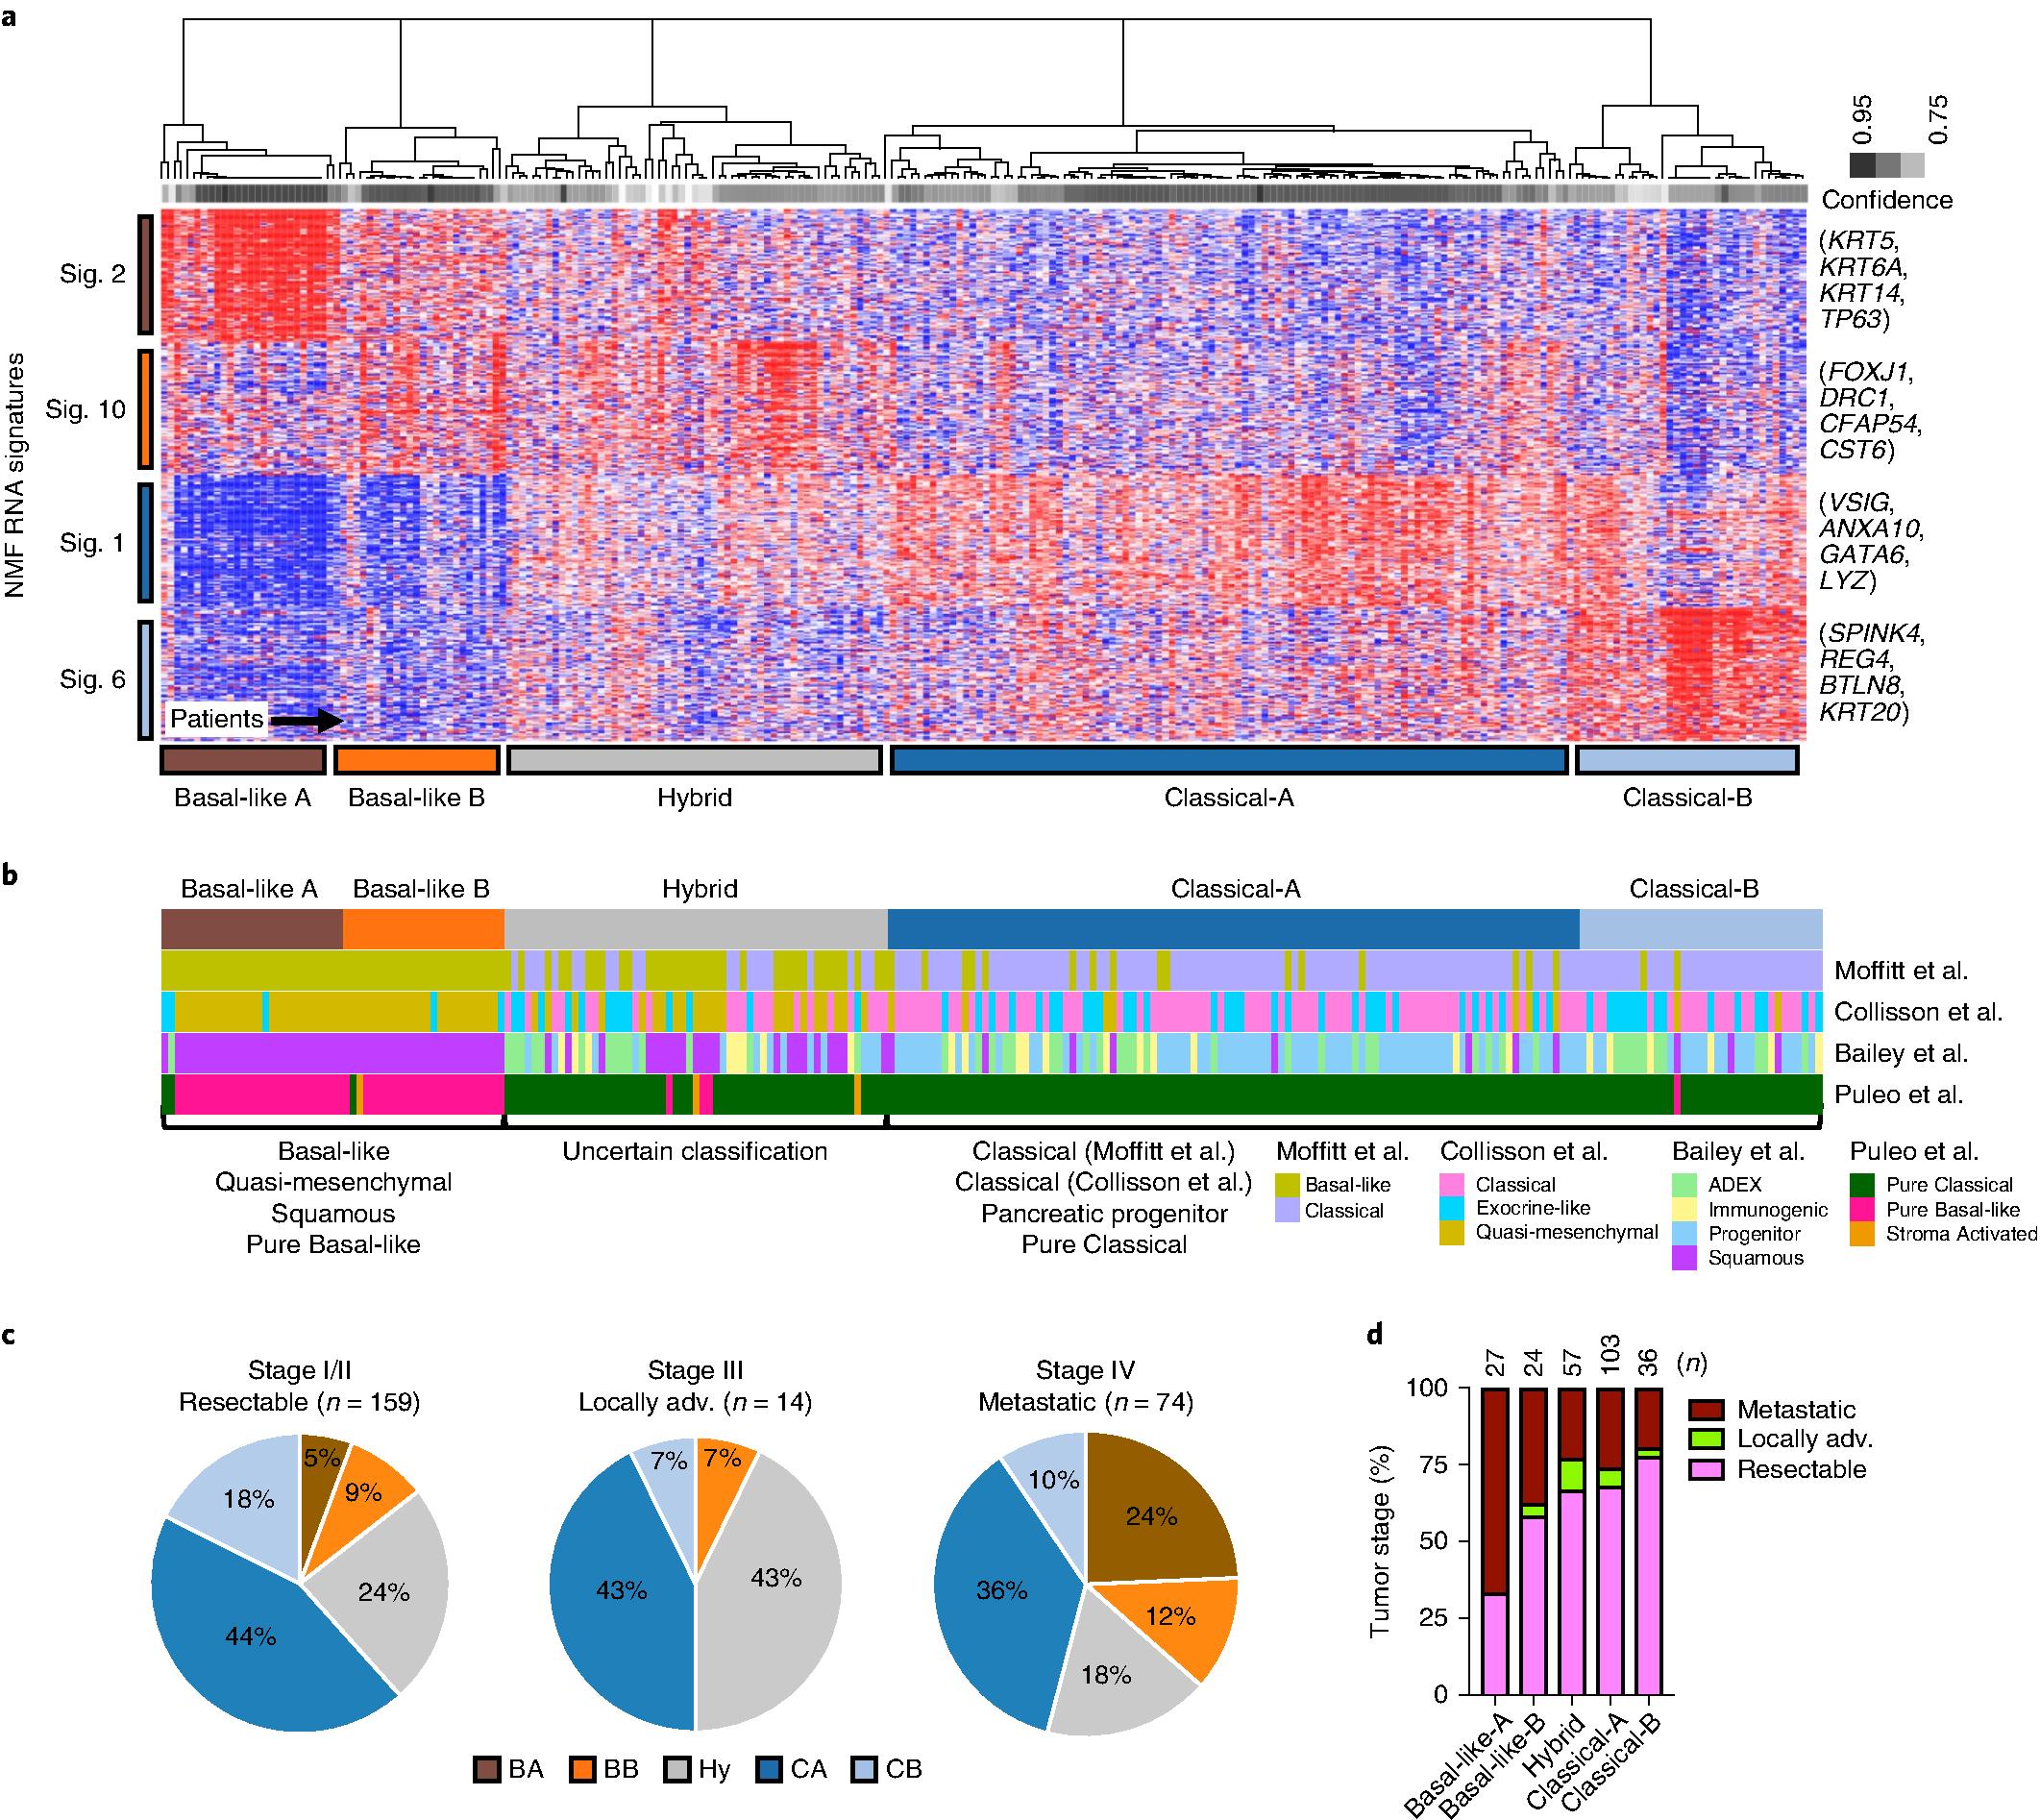 a
0.95
0.75
Confidence
NMF RNA signatures
Sig. 2
Sig. 10
Sig. 1
Sig. 6
(KRT5,
KRT6A,
KRT14,
TP63)
(FOXJ1,
DRC1,
CFAP54,
CST6)
(VSIG,
ANXA10,
GATA6,
LYZ)
(SPINK4,
REG4,
BTLN8,
KRT20)
Patients
Basal-like A
Basal-like B
Hybrid
Classical-A
Classical-B
b
Basal-like A
Basal-like B
Hybrid
Classical-A
Classical-B
Moffitt et al.
Collisson et al.
Bailey et al.
Puleo et al.
Basal-like
Quasi-mesenchymal
Squamous
Pure Basal-like
Uncertain classification
Classical (Moffitt et al.)
Classical (Collisson et al.)
Pancreatic progenitor
Pure Classical
Moffitt et al.
Basal-like
Classical
Collisson et al.
Classical
Exocrine-like
Quasi-mesenchymal
Bailey et al.
ADEX
Immunogenic
Progenitor
Squamous
Puleo et al.
Pure Classical
Pure Basal-like
Stroma Activated
c
Stage I/II
Resectable (n = 159)
5%
9%
24%
44%
18%
Stage III
Locally adv. (n = 14)
7%
43%
43%
7%
Stage IV
Metastatic (n = 74)
24%
12%
18%
36%
10%
BA
BB
Hy
CA
CB
d
27
24
57
103
36
(n)
Tumor stage (%)
100
75
50
25
0
Basal-like-A
Basal-like-B
Hybrid
Classical-A
Classical-B
Metastatic
Locally adv.
Resectable